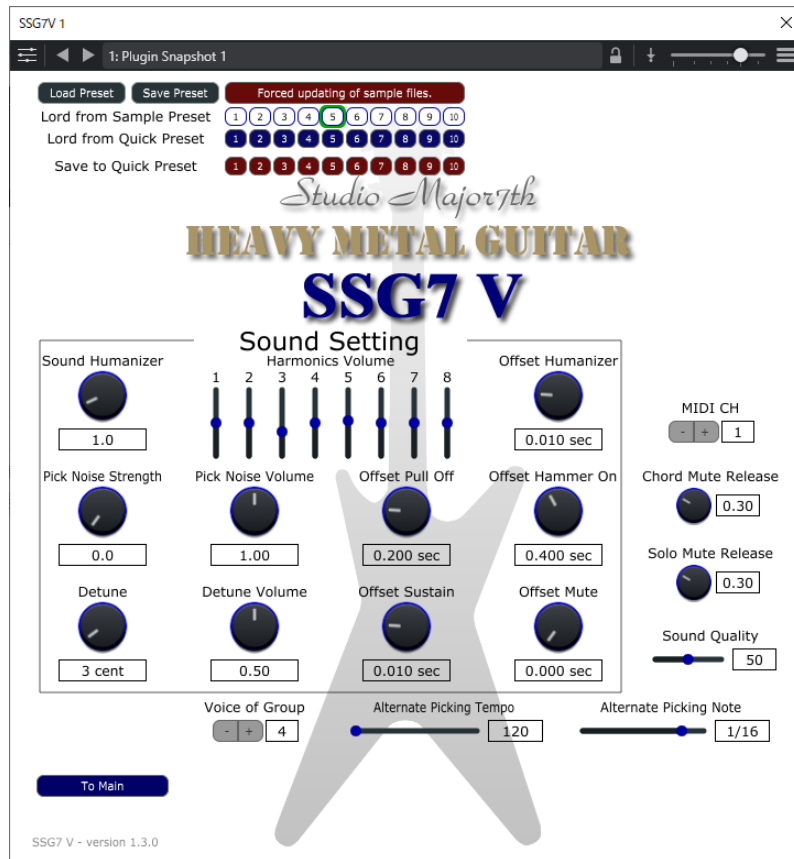 SSG7V 1
1: Plugin Snapshot 1
Load Preset Save Preset Forced updating of sample files.
Lord from Sample Preset 1 2 3 4 5 6 7 8 9 10
Lord from Quick Preset 1 2 3 4 5 6 7 8 9 10
Save to Quick Preset 1 2 3 4 5 6 7 8 9 10
Studio Major7th
HEAVY METAL GUITAR
SSG7 V
Sound Setting
Sound Humanizer Harmonics Volume Offset Humanizer
1 2 3 4 5 6 7 8
MIDI CH
1.0 0.010 sec - + 1
Pick Noise Strength Pick Noise Volume Offset Pull Off Offset Hammer On Chord Mute Release
0.30
0.0 1.00 0.200 sec 0.400 sec
Solo Mute Release
0.30
Detune Detune Volume Offset Sustain Offset Mute
Sound Quality
3 cent 0.50 0.010 sec 0.000 sec 50
Voice of Group Alternate Picking Tempo Alternate Picking Note
- + 4 120 1/16
To Main
SSG7 V - version 1.3.0